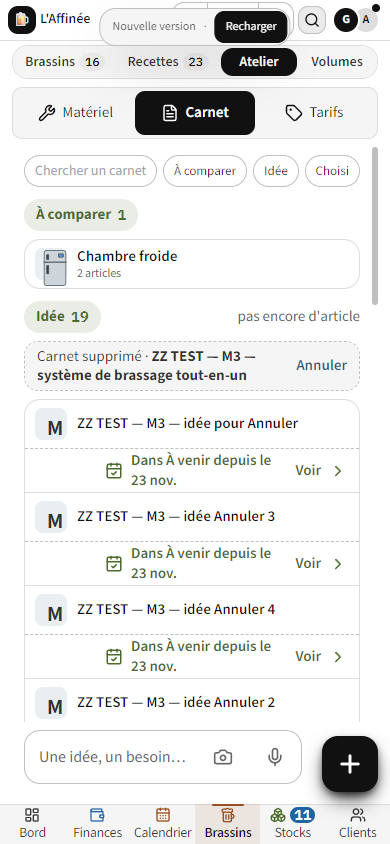 L'Affinée
Nouvelle version ·
Recharger
G
A
Brassins 16
Recettes 23
Atelier
Volumes
Matériel
Carnet
Tarifs
Chercher un carnet
À comparer
Idée
Choisi
À comparer 1
Chambre froide
2 articles
Idée 19
pas encore d'article
Carnet supprimé · ZZ TEST — M3 —
système de brassage tout-en-un
Annuler
M
ZZ TEST — M3 — idée pour Annuler
Dans À venir depuis le
23 nov.
Voir
M
ZZ TEST — M3 — idée Annuler 3
Dans À venir depuis le
23 nov.
Voir
M
ZZ TEST — M3 — idée Annuler 4
Dans À venir depuis le
23 nov.
Voir
M
ZZ TEST — M3 — idée Annuler 2
Une idée, un besoin…
Bord
Finances
Calendrier
Brassins
11
Stocks
Clients